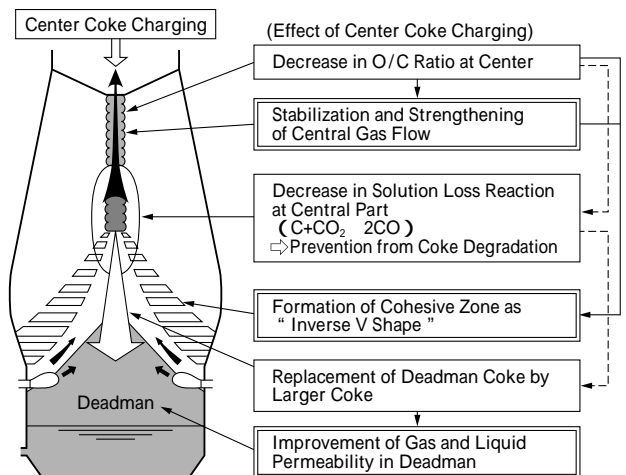 Center Coke Charging
(Effect of Center Coke Charging)
Decrease in O/C Ratio at Center
Stabilization and Strengthening
of Central Gas Flow
Decrease in Solution Loss Reaction
at Central Part
(C+CO₂ 2CO)
⇨Prevention from Coke Degradation
Formation of Cohesive Zone as
“ Inverse V Shape ”
Replacement of Deadman Coke by
Larger Coke
Deadman
Improvement of Gas and Liquid
Permeability in Deadman